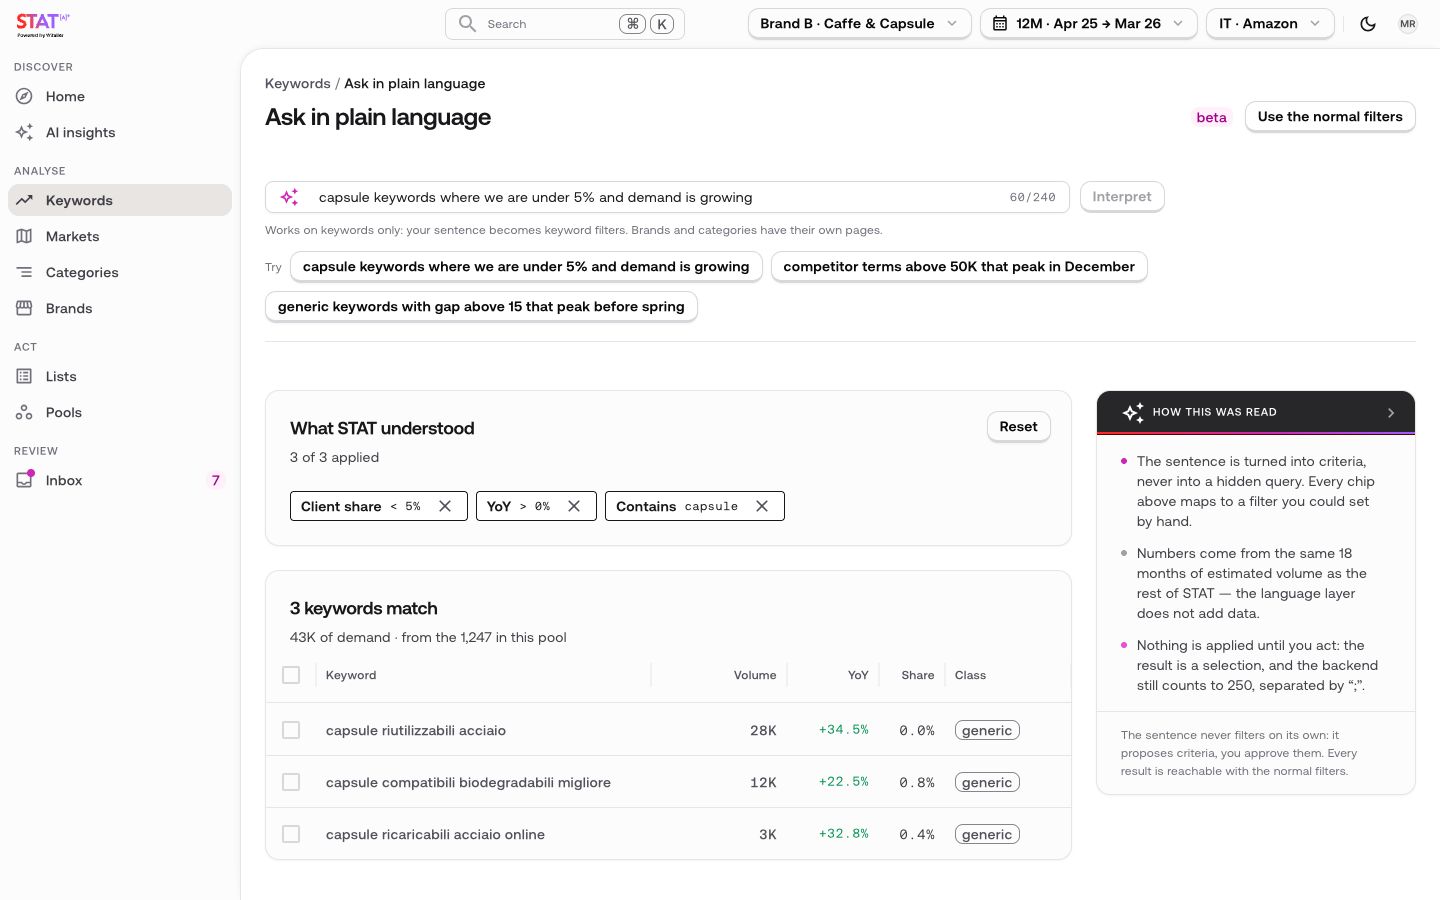 STAT [AI]+
Powered by Witailer
Search
⌘ K
Brand B · Caffe & Capsule
12M · Apr 25 → Mar 26
IT · Amazon
MR
DISCOVER
Home
AI insights
ANALYSE
Keywords
Markets
Categories
Brands
ACT
Lists
Pools
REVIEW
Inbox
7
Keywords / Ask in plain language
Ask in plain language
beta
Use the normal filters
capsule keywords where we are under 5% and demand is growing
60/240
Interpret
Works on keywords only: your sentence becomes keyword filters. Brands and categories have their own pages.
Try
capsule keywords where we are under 5% and demand is growing
competitor terms above 50K that peak in December
generic keywords with gap above 15 that peak before spring
What STAT understood
Reset
3 of 3 applied
Client share < 5%
YoY > 0%
Contains capsule
3 keywords match
43K of demand · from the 1,247 in this pool
Keyword Volume YoY Share Class
capsule riutilizzabili acciaio 28K +34.5% 0.0% generic
capsule compatibili biodegradabili migliore 12K +22.5% 0.8% generic
capsule ricaricabili acciaio online 3K +32.8% 0.4% generic
HOW THIS WAS READ
The sentence is turned into criteria,
never into a hidden query. Every chip
above maps to a filter you could set
by hand.
Numbers come from the same 18
months of estimated volume as the
rest of STAT — the language layer
does not add data.
Nothing is applied until you act: the
result is a selection, and the backend
still counts to 250, separated by “;”.
The sentence never filters on its own: it
proposes criteria, you approve them. Every
result is reachable with the normal filters.